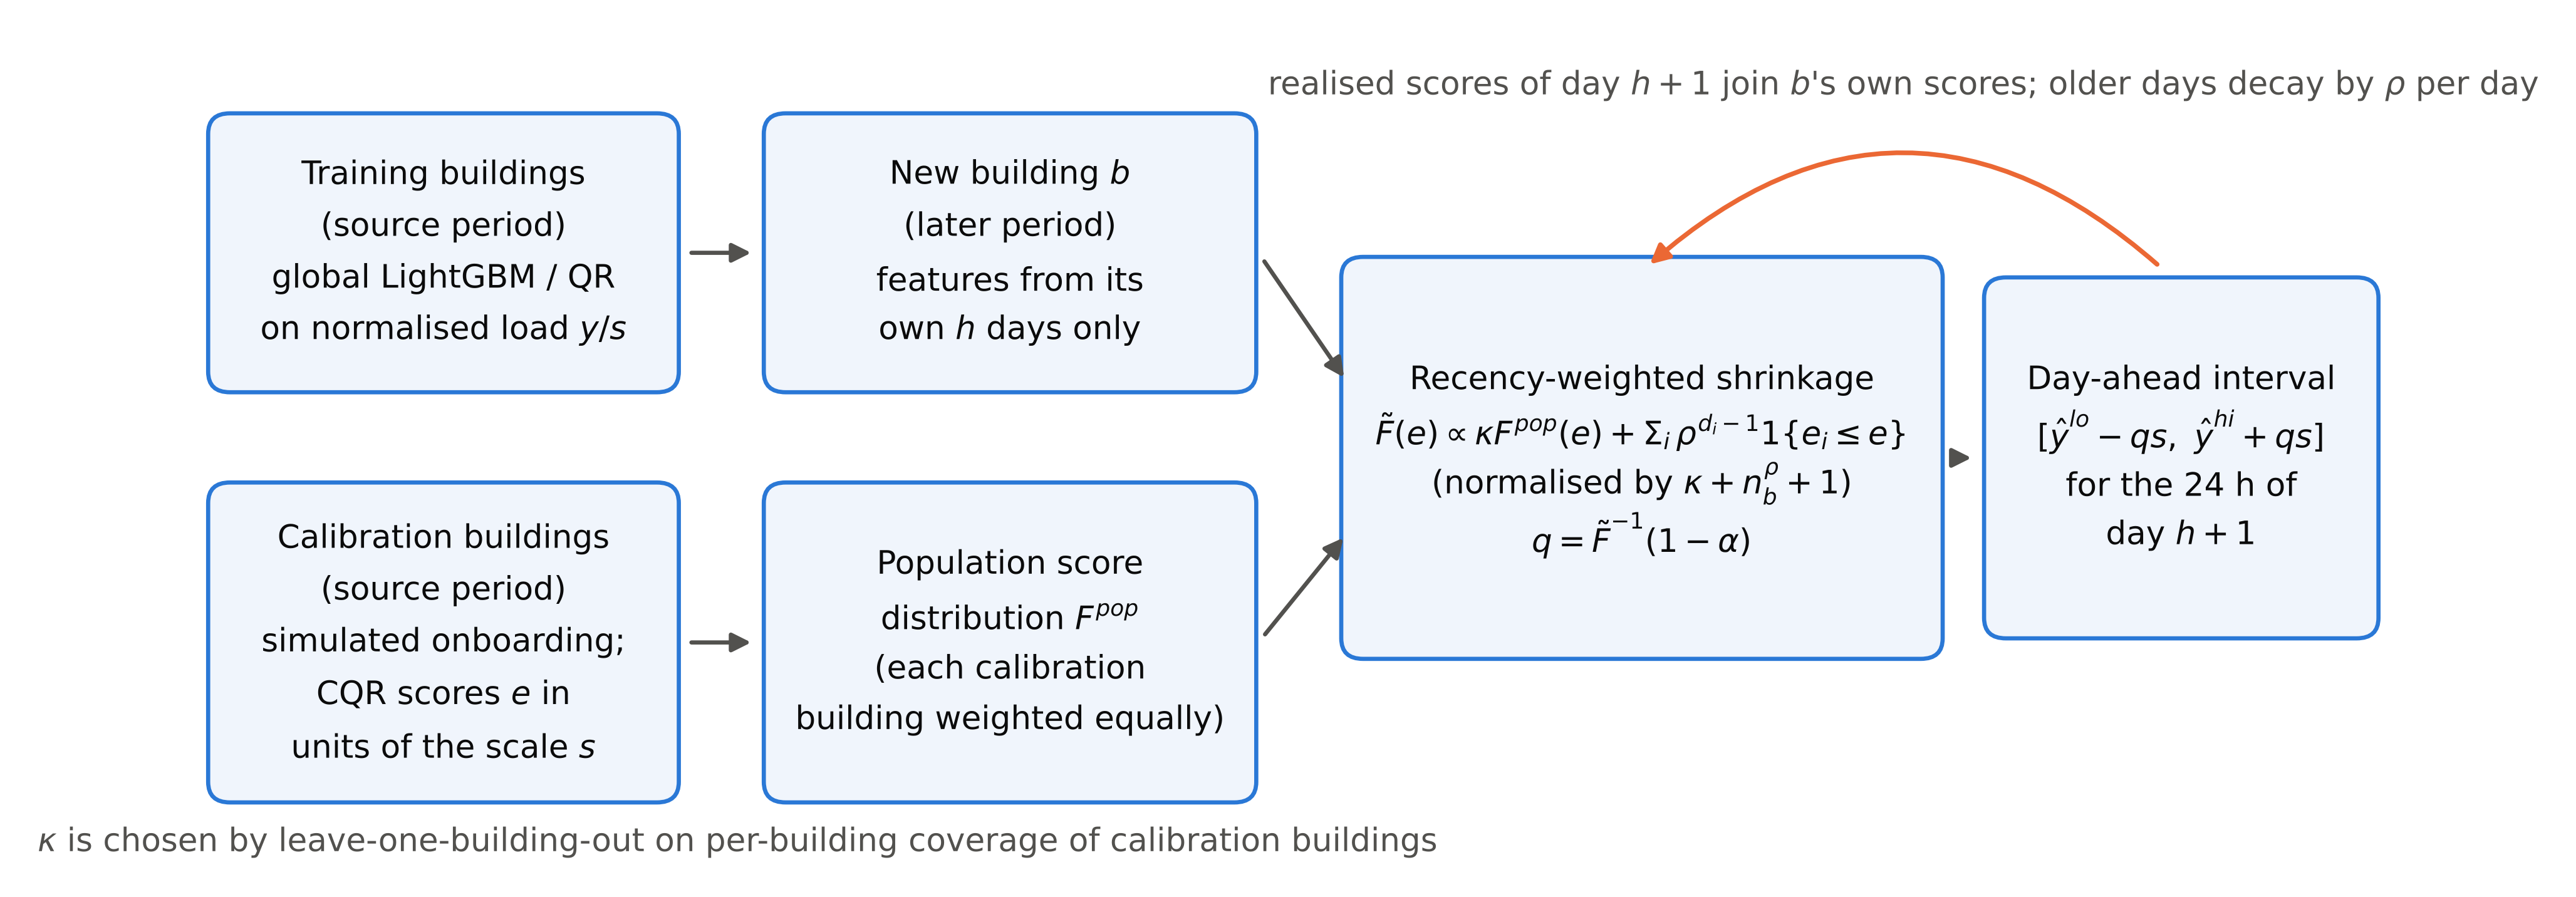 realised scores of day h + 1 join b's own scores; older days decay by ρ per day
Training buildings
(source period)
global LightGBM / QR
on normalised load y/s
New building b
(later period)
features from its
own h days only
Calibration buildings
(source period)
simulated onboarding;
CQR scores e in
units of the scale s
Population score
distribution F^{pop}
(each calibration
building weighted equally)
Recency-weighted shrinkage
F̃(e) ∝ κF^{pop}(e) + Σ_i ρ^{d_i − 1} 1{e_i ≤ e}
(normalised by κ + n_b^ρ + 1)
q = F̃^{−1}(1 − α)
Day-ahead interval
[ŷ^{lo} − qs, ŷ^{hi} + qs]
for the 24 h of
day h + 1
κ is chosen by leave-one-building-out on per-building coverage of calibration buildings